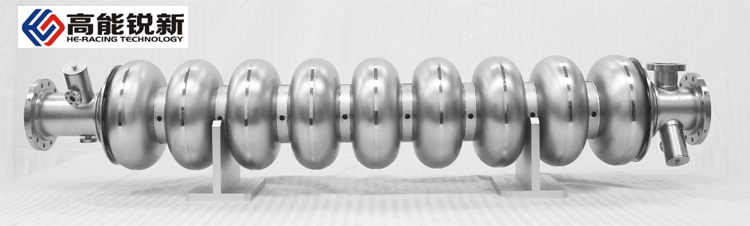 高能锐新
HE-RACING TECHNOLOGY